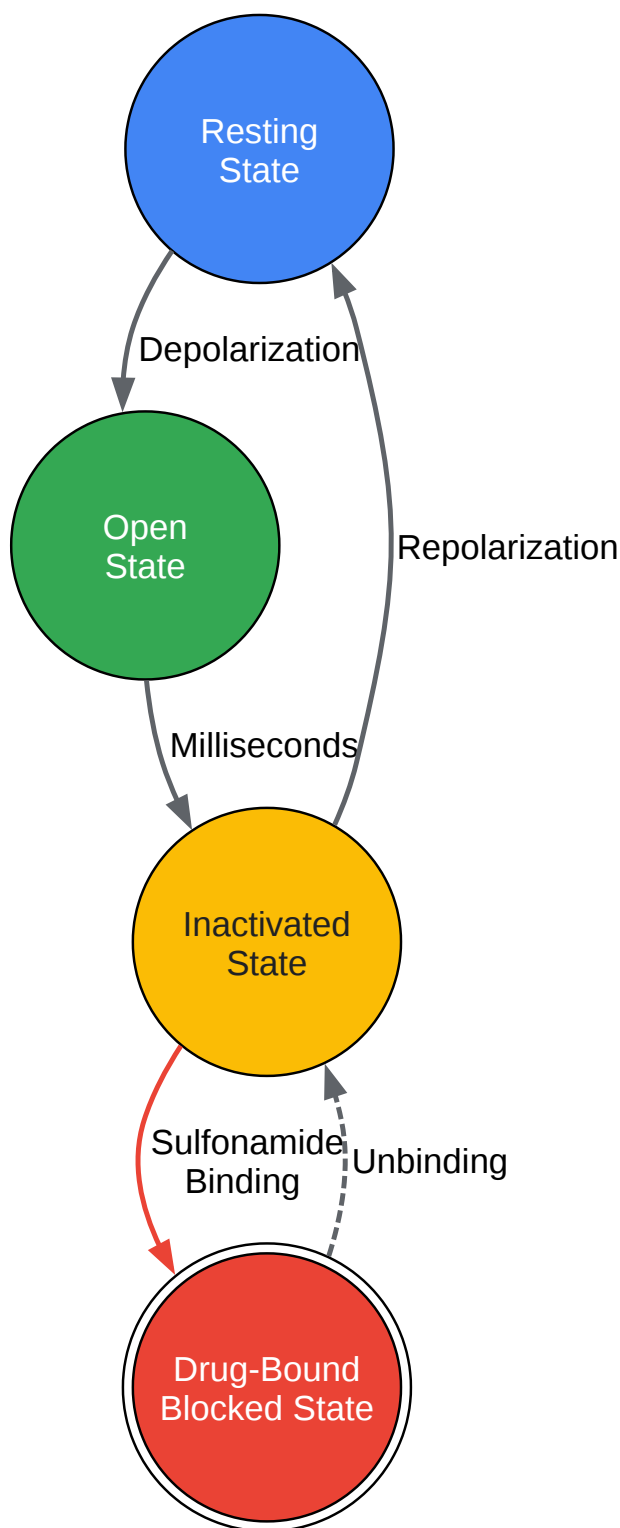 Resting
State
Depolarization
Open
State
Repolarization
Milliseconds
Inactivated
State
Sulfonamide
Binding
Unbinding
Drug-Bound
Blocked State